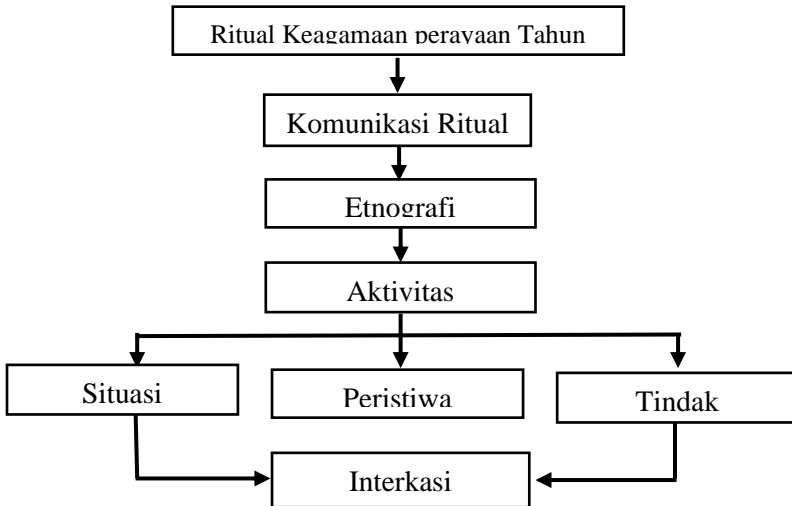 Ritual Keagamaan perayaan Tahun
Komunikasi Ritual
Etnografi
Aktivitas
Situasi
Peristiwa
Tindak
Interkasi